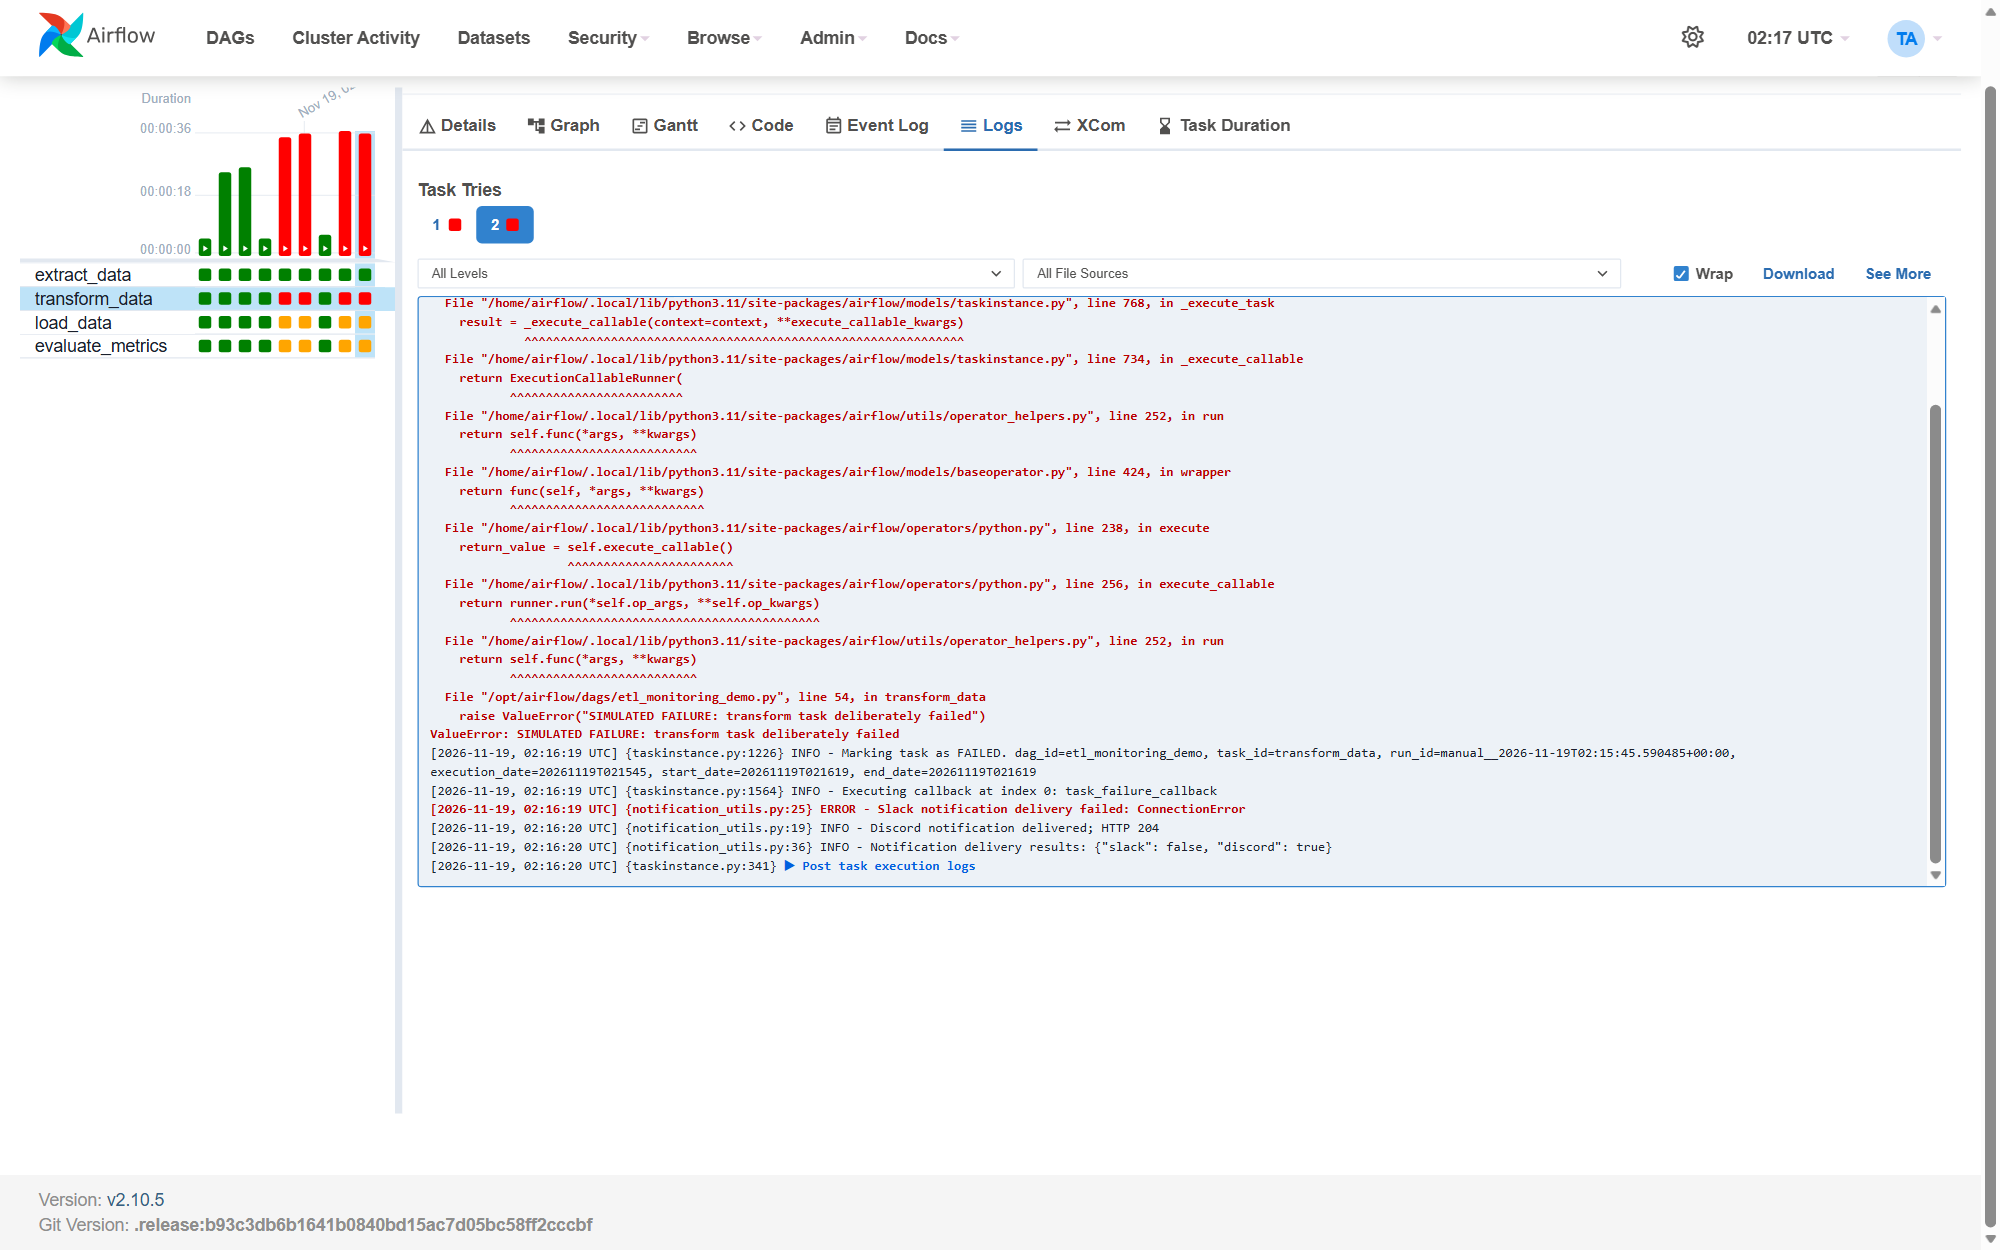 Airflow DAGs Cluster Activity Datasets Security Browse Admin Docs 02:17 UTC TA
Duration
Nov 19, 02
00:00:36
00:00:18
00:00:00
extract_data
transform_data
load_data
evaluate_metrics
Details Graph Gantt Code Event Log Logs XCom Task Duration
Task Tries
1 2
All Levels All File Sources Wrap Download See More
File "/home/airflow/.local/lib/python3.11/site-packages/airflow/models/taskinstance.py", line 768, in _execute_task
result = _execute_callable(context=context, **execute_callable_kwargs)
^^^^^^^^^^^^^^^^^^^^^^^^^^^^^^^^^^^^^^^^^^^^^^^^^^^^^^^^^^^^^
File "/home/airflow/.local/lib/python3.11/site-packages/airflow/models/taskinstance.py", line 734, in _execute_callable
return ExecutionCallableRunner(
^^^^^^^^^^^^^^^^^^^^^^^^
File "/home/airflow/.local/lib/python3.11/site-packages/airflow/utils/operator_helpers.py", line 252, in run
return self.func(*args, **kwargs)
^^^^^^^^^^^^^^^^^^^^^^^^^^
File "/home/airflow/.local/lib/python3.11/site-packages/airflow/models/baseoperator.py", line 424, in wrapper
return func(self, *args, **kwargs)
^^^^^^^^^^^^^^^^^^^^^^^^^^^
File "/home/airflow/.local/lib/python3.11/site-packages/airflow/operators/python.py", line 238, in execute
return_value = self.execute_callable()
^^^^^^^^^^^^^^^^^^^^^^^
File "/home/airflow/.local/lib/python3.11/site-packages/airflow/operators/python.py", line 256, in execute_callable
return runner.run(*self.op_args, **self.op_kwargs)
^^^^^^^^^^^^^^^^^^^^^^^^^^^^^^^^^^^^^^^^^^^
File "/home/airflow/.local/lib/python3.11/site-packages/airflow/utils/operator_helpers.py", line 252, in run
return self.func(*args, **kwargs)
^^^^^^^^^^^^^^^^^^^^^^^^^^
File "/opt/airflow/dags/etl_monitoring_demo.py", line 54, in transform_data
raise ValueError("SIMULATED FAILURE: transform task deliberately failed")
ValueError: SIMULATED FAILURE: transform task deliberately failed
[2026-11-19, 02:16:19 UTC] {taskinstance.py:1226} INFO - Marking task as FAILED. dag_id=etl_monitoring_demo, task_id=transform_data, run_id=manual__2026-11-19T02:15:45.590485+00:00,
execution_date=20261119T021545, start_date=20261119T021619, end_date=20261119T021619
[2026-11-19, 02:16:19 UTC] {taskinstance.py:1564} INFO - Executing callback at index 0: task_failure_callback
[2026-11-19, 02:16:19 UTC] {notification_utils.py:25} ERROR - Slack notification delivery failed: ConnectionError
[2026-11-19, 02:16:20 UTC] {notification_utils.py:19} INFO - Discord notification delivered; HTTP 204
[2026-11-19, 02:16:20 UTC] {notification_utils.py:36} INFO - Notification delivery results: {"slack": false, "discord": true}
[2026-11-19, 02:16:20 UTC] {taskinstance.py:341} ▶ Post task execution logs
Version: v2.10.5
Git Version: .release:b93c3db6b1641b0840bd15ac7d05bc58ff2cccbf